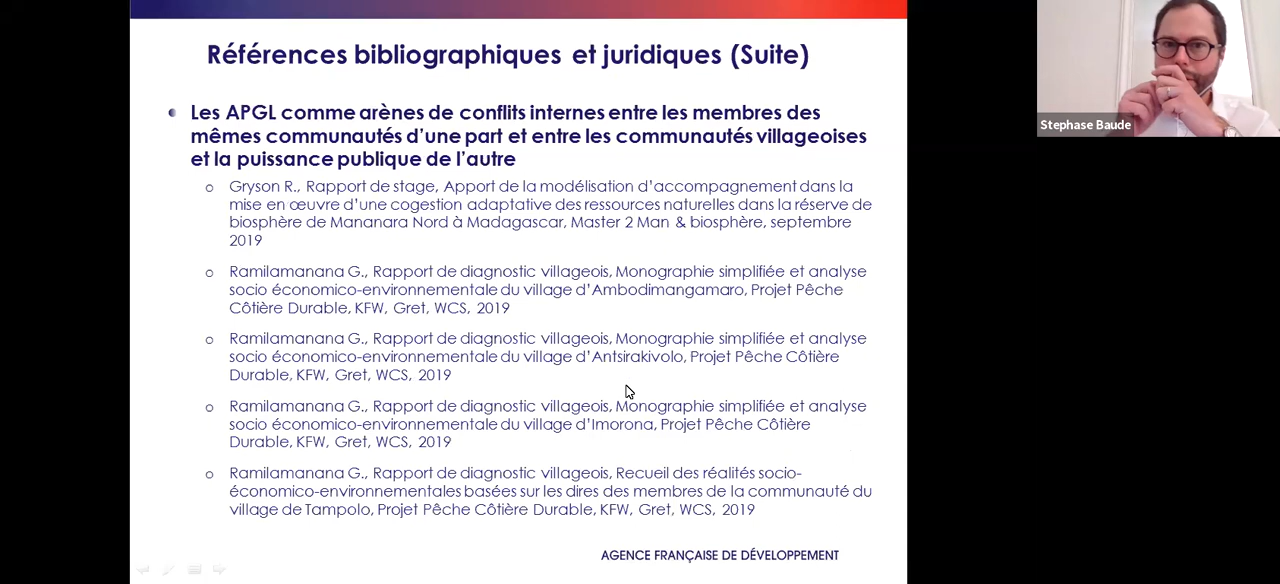 Références bibliographiques et juridiques (Suite)
Les APGL comme arènes de conflits internes entre les membres des
mêmes communautés d'une part et entre les communautés villageoises
et la puissance publique de l'autre
Gryson R., Rapport de stage, Apport de la modélisation d'accompagnement dans la
mise en œuvre d'une cogestion adaptative des ressources naturelles dans la réserve de
biosphère de Mananara Nord à Madagascar, Master 2 Man & biosphère, septembre
2019
Ramilamanana G., Rapport de diagnostic villageois, Monographie simplifiée et analyse
socio économico-environnementale du village d'Ambodimangamaro, Projet Pêche
Côtière Durable, KFW, Gret, WCS, 2019
Ramilamanana G., Rapport de diagnostic villageois, Monographie simplifiée et analyse
socio économico-environnementale du village d'Antsirakivolo, Projet Pêche Côtière
Durable, KFW, Gret, WCS, 2019
Ramilamanana G., Rapport de diagnostic villageois, Monographie simplifiée et analyse
socio économico-environnementale du village d'Imorona, Projet Pêche Côtière
Durable, KFW, Gret, WCS, 2019
Ramilamanana G., Rapport de diagnostic villageois, Recueil des réalités socio-
économico-environnementales basées sur les dires des membres de la communauté du
village de Tampolo, Projet Pêche Côtière Durable, KFW, Gret, WCS, 2019
AGENCE FRANÇAISE DE DÉVELOPPEMENT
Stephase Baude